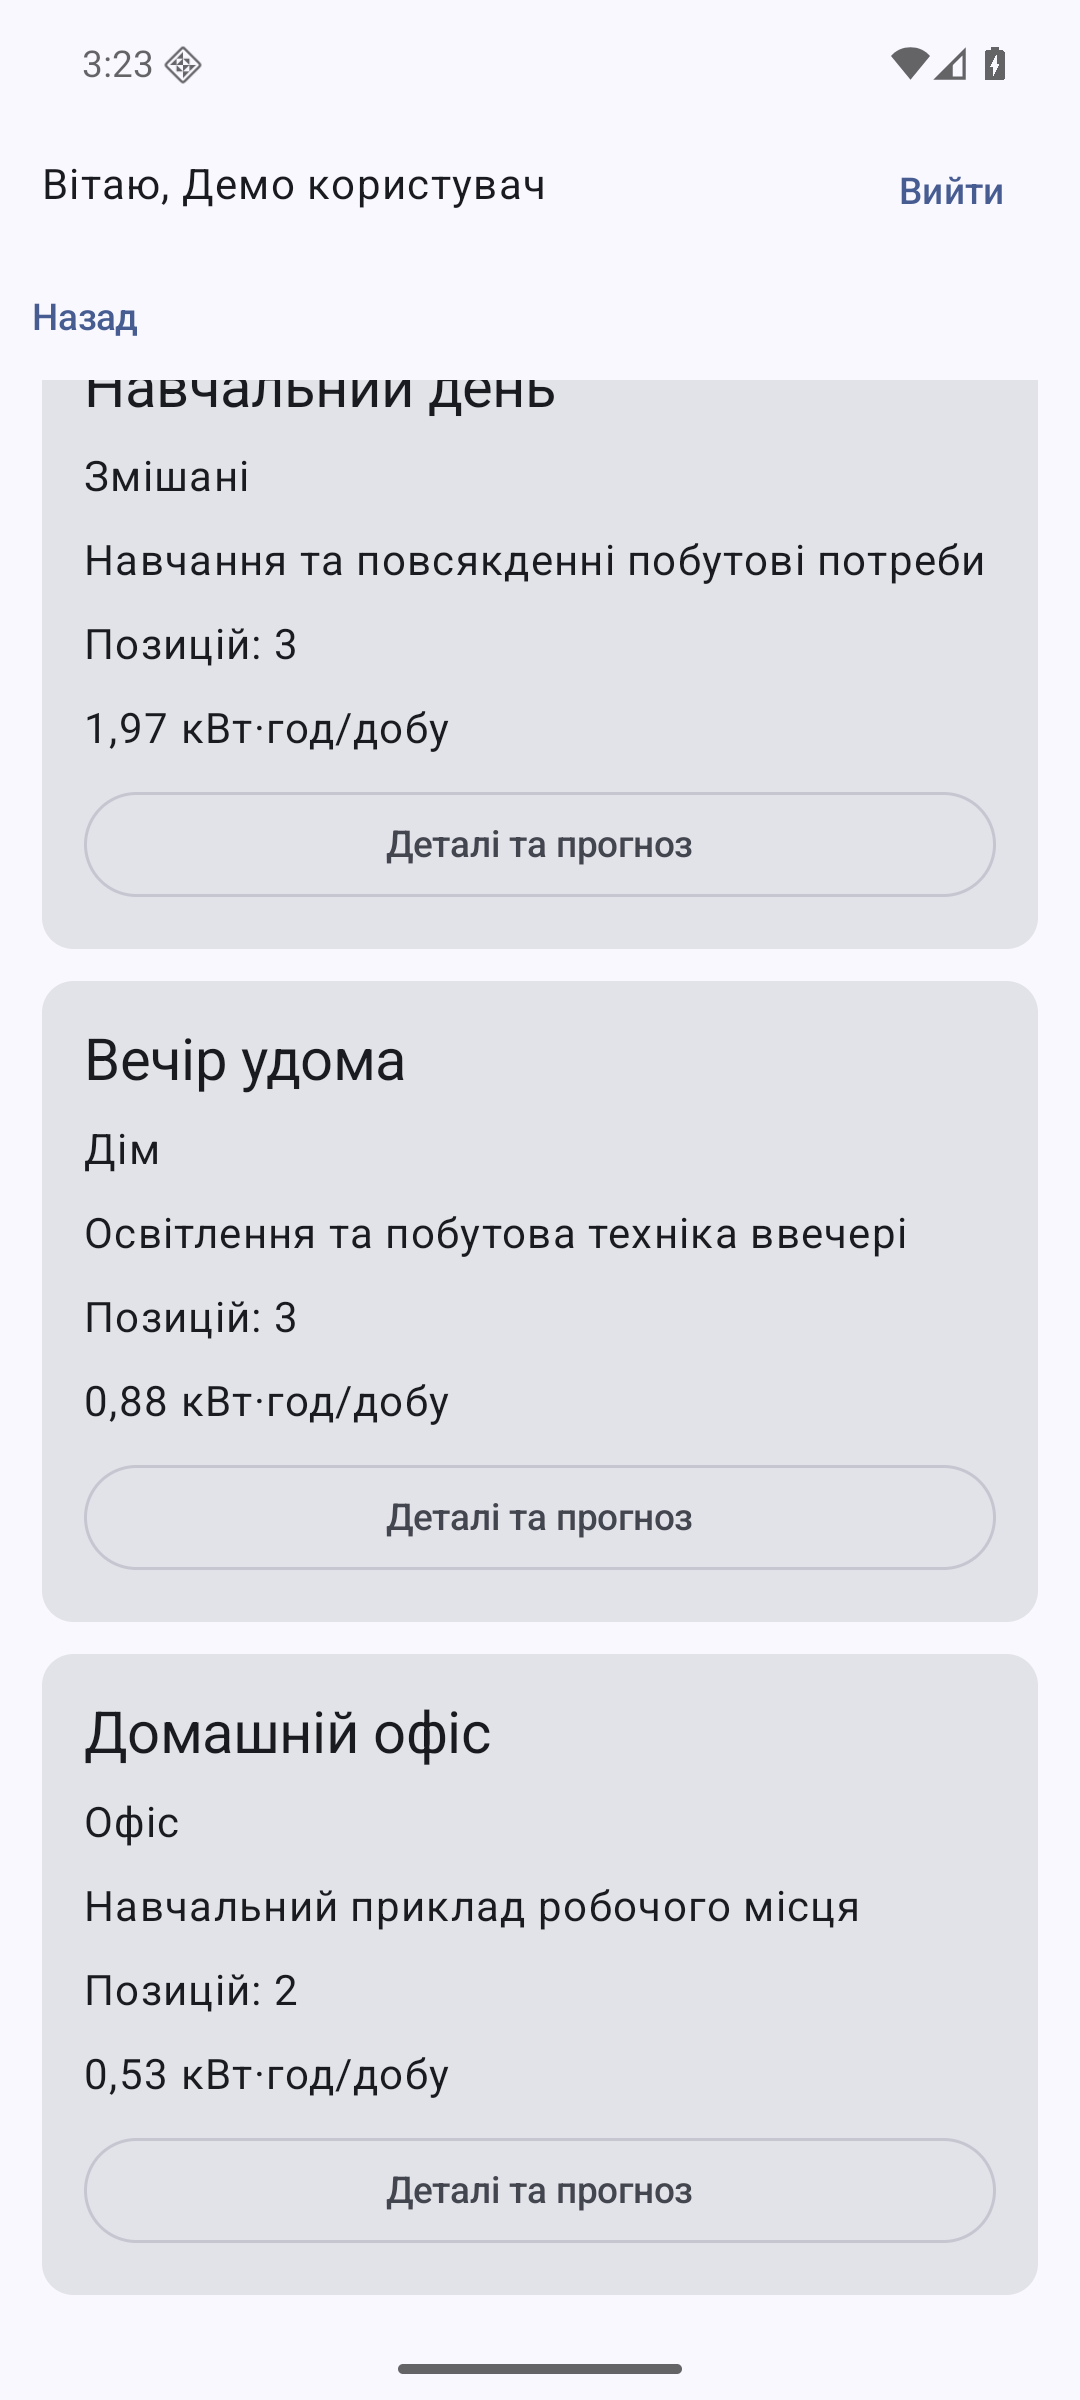 3:23
Вітаю, Демо користувач
Вийти
Назад
Навчальний день
Змішані
Навчання та повсякденні побутові потреби
Позицій: 3
1,97 кВт·год/добу
Деталі та прогноз
Вечір удома
Дім
Освітлення та побутова техніка ввечері
Позицій: 3
0,88 кВт·год/добу
Деталі та прогноз
Домашній офіс
Офіс
Навчальний приклад робочого місця
Позицій: 2
0,53 кВт·год/добу
Деталі та прогноз